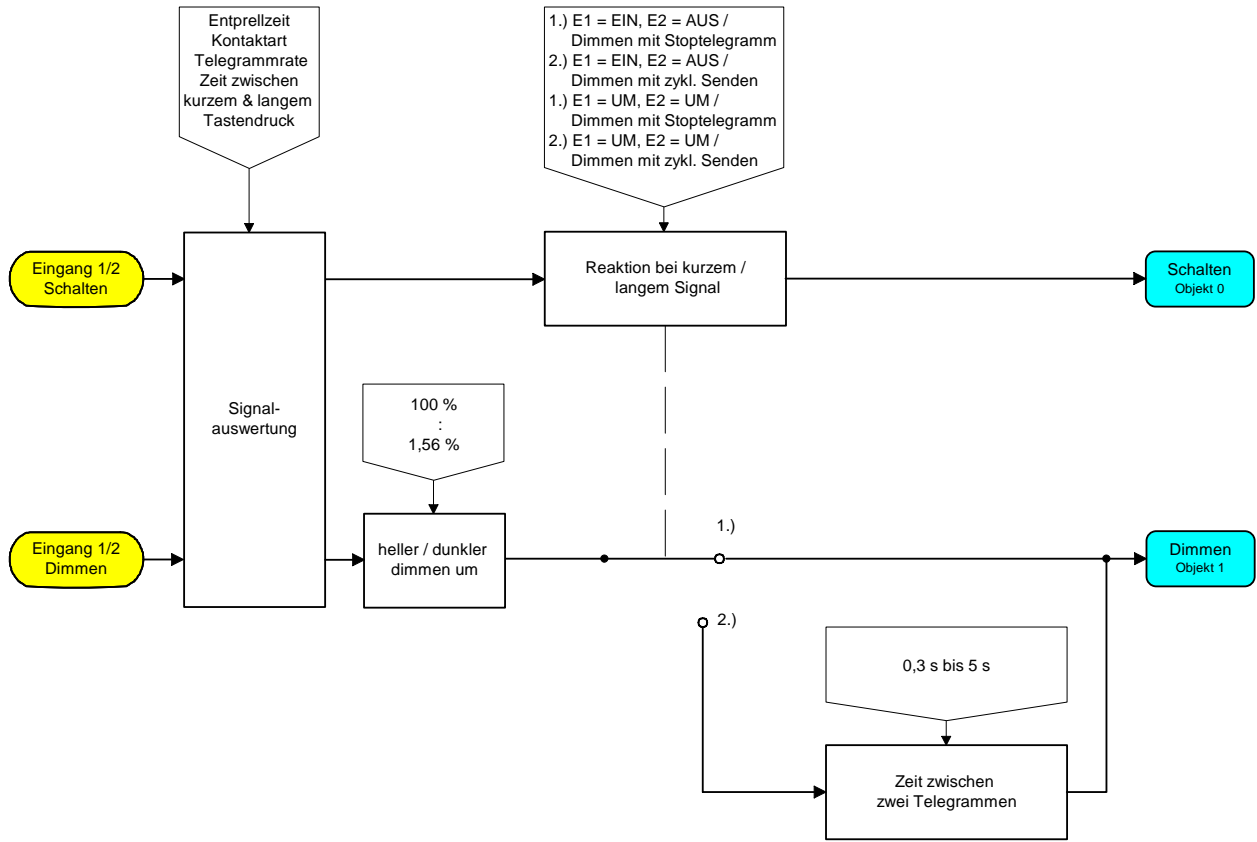 Entprellzeit
Kontaktart
Telegrammrate
Zeit zwischen
kurzem & langem
Tastendruck
1.) E1 = EIN, E2 = AUS /
Dimmen mit Stoptelegramm
2.) E1 = EIN, E2 = AUS /
Dimmen mit zykl. Senden
1.) E1 = UM, E2 = UM /
Dimmen mit Stoptelegramm
2.) E1 = UM, E2 = UM /
Dimmen mit zykl. Senden
Eingang 1/2
Schalten
Reaktion bei kurzem /
langem Signal
Schalten
Objekt 0
Signal-
auswertung
100 %
:
1,56 %
Eingang 1/2
Dimmen
heller / dunkler
dimmen um
1.)
Dimmen
Objekt 1
2.)
0,3 s bis 5 s
Zeit zwischen
zwei Telegrammen